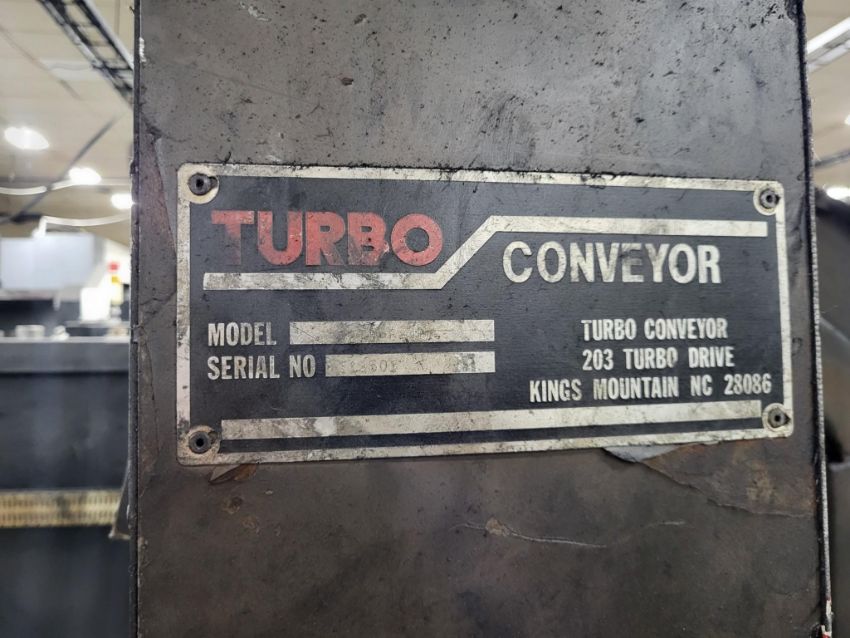 TURBO
CONVEYOR
MODEL
SERIAL NO
TURBO CONVEYOR
203 TURBO DRIVE
KINGS MOUNTAIN NC 28086